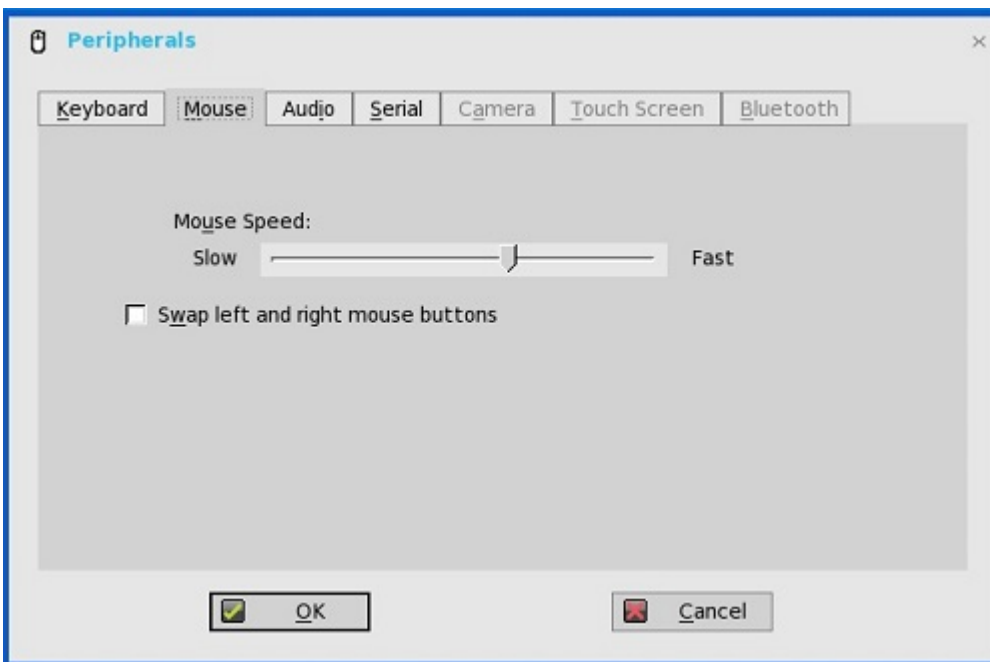 Peripherals
Keyboard Mouse Audio Serial Camera Touch Screen Bluetooth
Mouse Speed:
Slow Fast
Swap left and right mouse buttons
OK Cancel